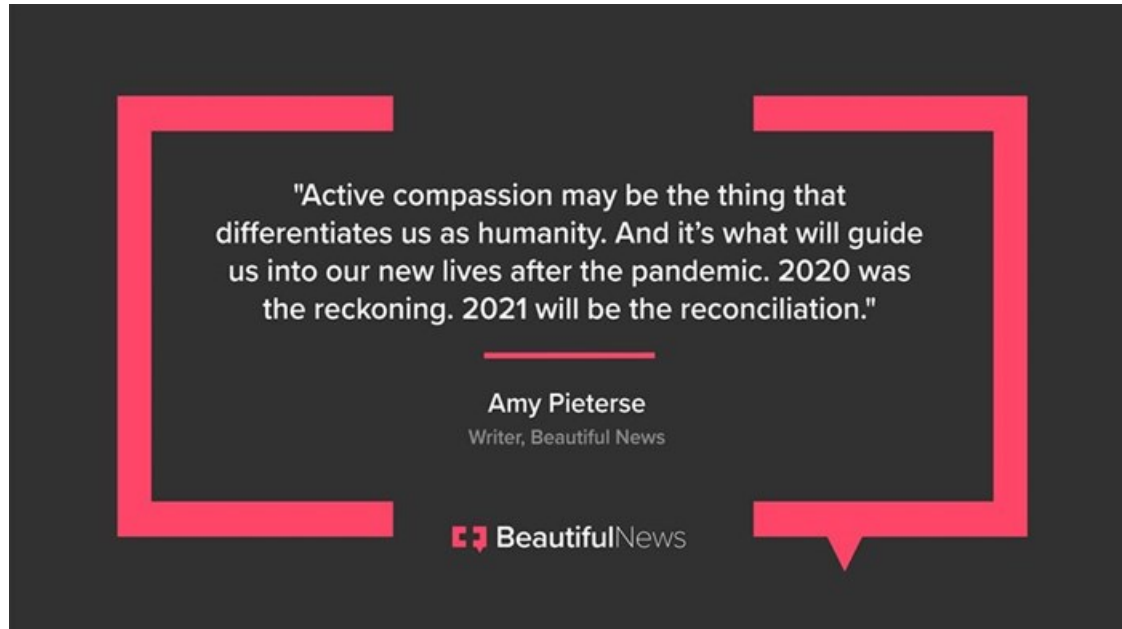 "Active compassion may be the thing that
differentiates us as humanity. And it's what will guide
us into our new lives after the pandemic. 2020 was
the reckoning. 2021 will be the reconciliation."
Amy Pieterse
Writer, Beautiful News
BeautifulNews